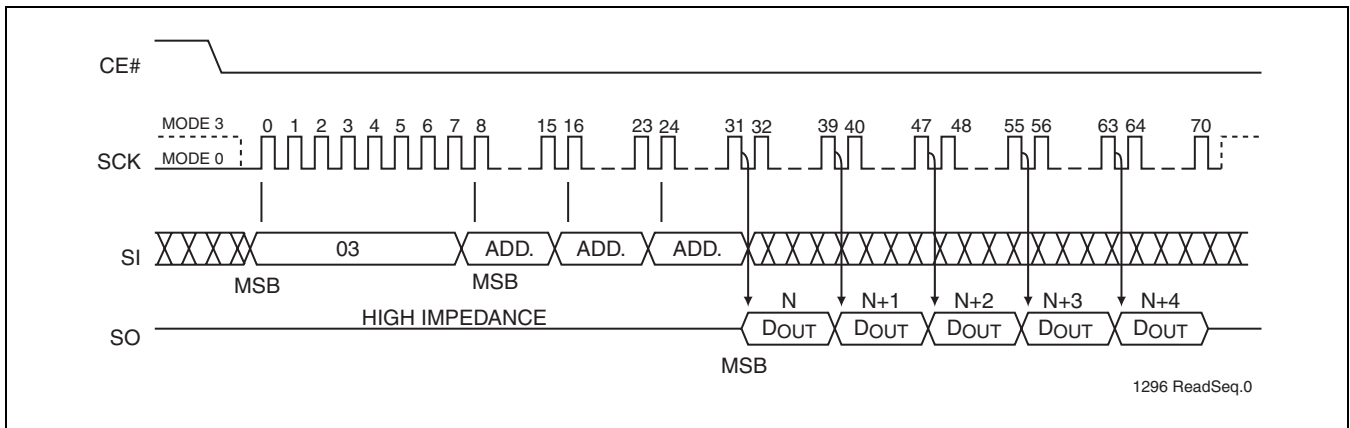 CE#
MODE 3
0 1 2 3 4 5 6 7 8 15 16 23 24 31 32 39 40 47 48 55 56 63 64 70
SCK
MODE 0
SI
03 ADD. ADD. ADD.
MSB MSB
N N+1 N+2 N+3 N+4
HIGH IMPEDANCE
SO
DOUT DOUT DOUT DOUT DOUT
MSB
1296 ReadSeq.0